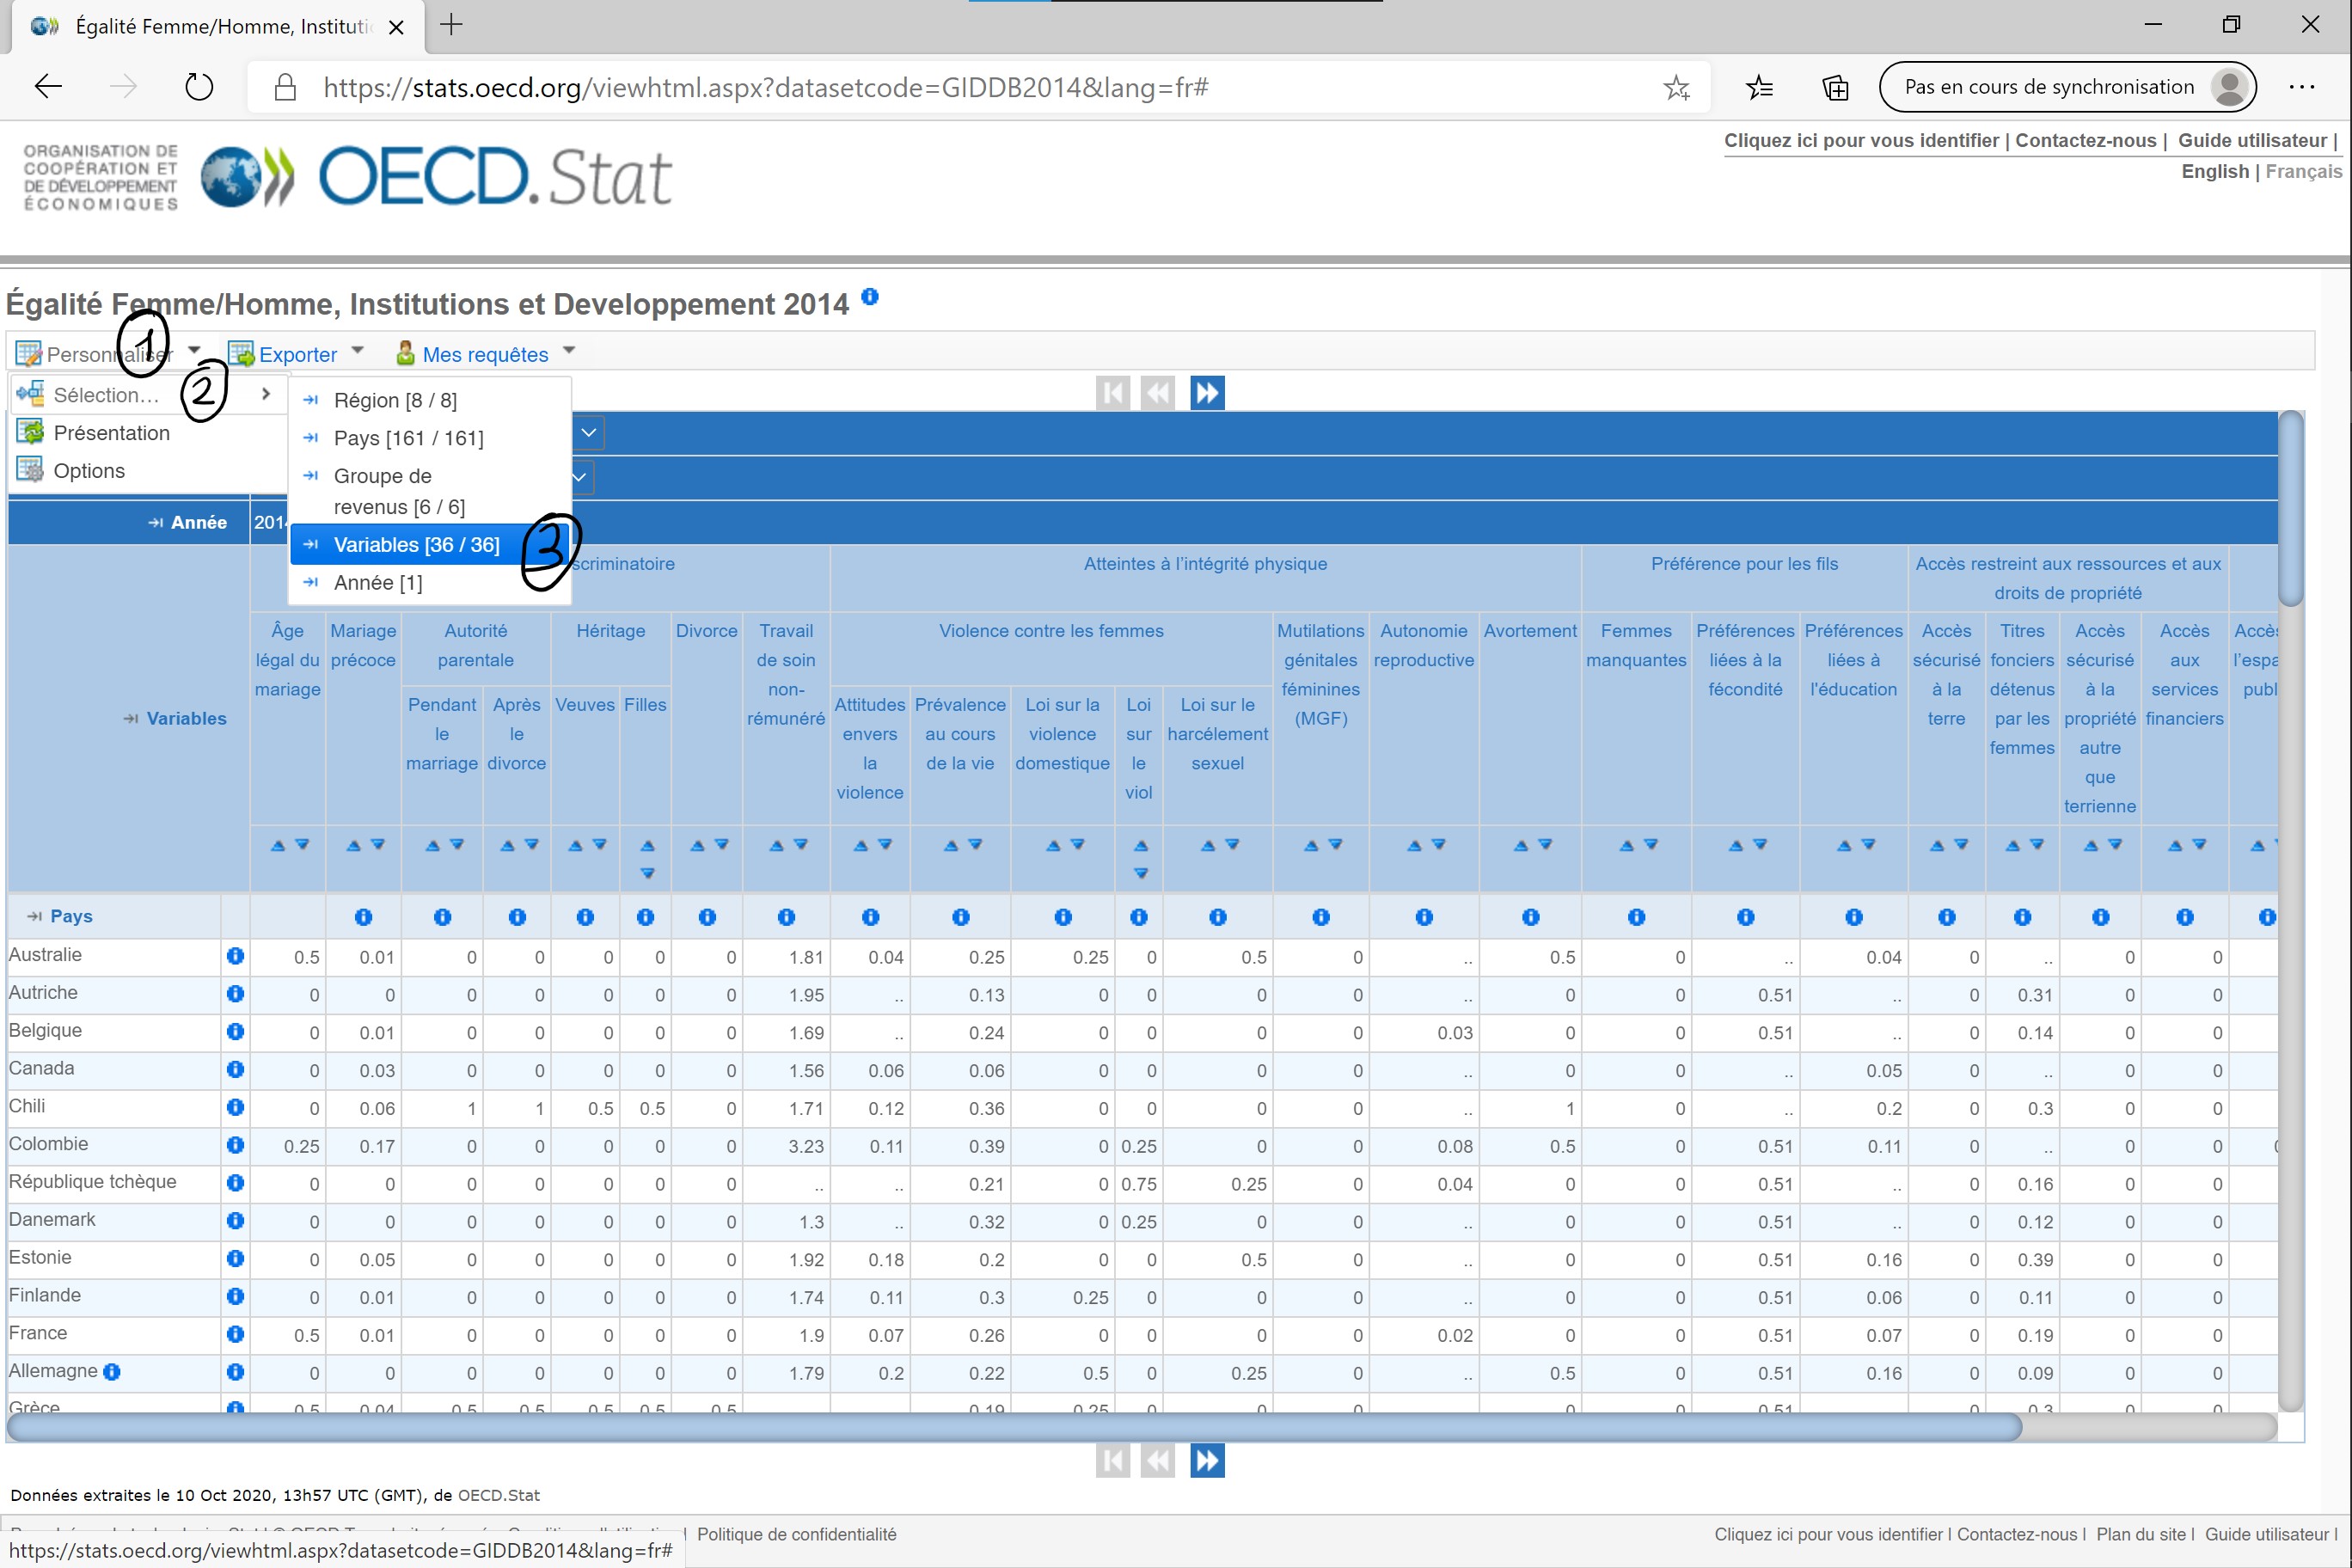 Égalité Femme/Homme, Instituti
https://stats.oecd.org/viewhtml.aspx?datasetcode=GIDDB2014&lang=fr#
Pas en cours de synchronisation
ORGANISATION DE
COOPÉRATION ET
DE DÉVELOPPEMENT
ÉCONOMIQUES
OECD.Stat
Cliquez ici pour vous identifier | Contactez-nous | Guide utilisateur |
English | Français
Égalité Femme/Homme, Institutions et Developpement 2014
Personnaliser Exporter Mes requêtes
1
Sélection...
2
Présentation
Options
Région [8 / 8]
Pays [161 / 161]
Groupe de
revenus [6 / 6]
Variables [36 / 36]
3
Année [1]
Année 2014
Variables
scriminatoire
Atteintes à l'intégrité physique
Préférence pour les fils
Accès restreint aux ressources et aux
droits de propriété
Âge légal du mariage
Mariage précoce
Autorité parentale
Pendant le marriage
Après le divorce
Héritage
Veuves
Filles
Divorce
Travail de soin non-rémunéré
Violence contre les femmes
Attitudes envers la violence
Prévalence au cours de la vie
Loi sur la violence domestique
Loi sur le viol
Loi sur le harcélement sexuel
Mutilations génitales féminines (MGF)
Autonomie reproductive
Avortement
Femmes manquantes
Préférences liées à la fécondité
Préférences liées à l'éducation
Accès sécurisé à la terre
Titres fonciers détenus par les femmes
Accès sécurisé à la propriété autre que terrienne
Accès aux services financiers
Accès l'espa publ
Pays
Australie 0.5 0.01 0 0 0 0 0 1.81 0.04 0.25 0.25 0 0.5 0 .. 0.5 0 .. 0.04 0 .. 0 0
Autriche 0 0 0 0 0 0 0 1.95 .. 0.13 0 0 0 0 .. 0 0 0.51 .. 0 0.31 0 0
Belgique 0 0.01 0 0 0 0 0 1.69 .. 0.24 0 0 0 0 0.03 0 0 0.51 .. 0 0.14 0 0
Canada 0 0.03 0 0 0 0 0 1.56 0.06 0.06 0 0 0 0 .. 0 0 .. 0.05 0 .. 0 0
Chili 0 0.06 1 1 0.5 0.5 0 1.71 0.12 0.36 0 0 0 0 .. 1 0 .. 0.2 0 0.3 0 0
Colombie 0.25 0.17 0 0 0 0 0 3.23 0.11 0.39 0 0.25 0 0 0.08 0.5 0 0.51 0.11 0 .. 0 0
République tchèque 0 0 0 0 0 0 0 .. .. 0.21 0 0.75 0.25 0 0.04 0 0 0.51 .. 0 0.16 0 0
Danemark 0 0 0 0 0 0 0 1.3 .. 0.32 0 0.25 0 0 .. 0 0 0.51 .. 0 0.12 0 0
Estonie 0 0.05 0 0 0 0 0 1.92 0.18 0.2 0 0 0.5 0 .. 0 0 0.51 0.16 0 0.39 0 0
Finlande 0 0.01 0 0 0 0 0 1.74 0.11 0.3 0.25 0 0 0 .. 0 0 0.51 0.06 0 0.11 0 0
France 0.5 0.01 0 0 0 0 0 1.9 0.07 0.26 0 0 0 0 0.02 0 0 0.51 0.07 0 0.19 0 0
Allemagne 0 0 0 0 0 0 0 1.79 0.2 0.22 0.5 0 0.25 0 .. 0.5 0 0.51 0.16 0 0.09 0 0
Grèce 0.5 0.04 0.5 0.5 0.5 0.5 0.5 0.19 0.25 0 0 0 0.51 0 0.3 0 0
Données extraites le 10 Oct 2020, 13h57 UTC (GMT), de OECD.Stat
Politique de confidentialité
Cliquez ici pour vous identifier | Contactez-nous | Plan du site | Guide utilisateur |
https://stats.oecd.org/viewhtml.aspx?datasetcode=GIDDB2014&lang=fr#